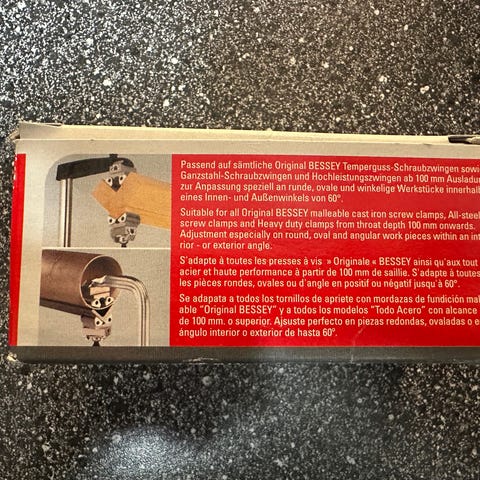 Passend auf sämtliche Original BESSEY Temperguss-Schraubzwingen sowie
Ganzstahl-Schraubzwingen und Hochleistungszwingen ab 100 mm Ausladung
zur Anpassung speziell an runde, ovale und winkelige Werkstücke innerhalb
eines Innen- und Außenwinkels von 60°.
Suitable for all Original BESSEY malleable cast iron screw clamps, All-steel
screw clamps and Heavy duty clamps from throat depth 100 mm onwards.
Adjustment especially on round, oval and angular work pieces within an
rior - or exterior angle.
S'adapte à toutes les presses à vis » Originale « BESSEY ainsi qu'aux tout
acier et haute performance à partir de 100 mm de saillie. S'adapte à toutes
les pièces rondes, ovales ou d'angle en positif ou négatif jusqu'à 60°.
Se adapata a todos los tornillos de apriete con mordazas de fundición
able "Original BESSEY" y a todos los modelos "Todo Acero" con alcance
de 100 mm. o superior. Ajsuste perfecto en piezas redondas, ovaladas o
ángulo interior o exterior de hasta 60°.